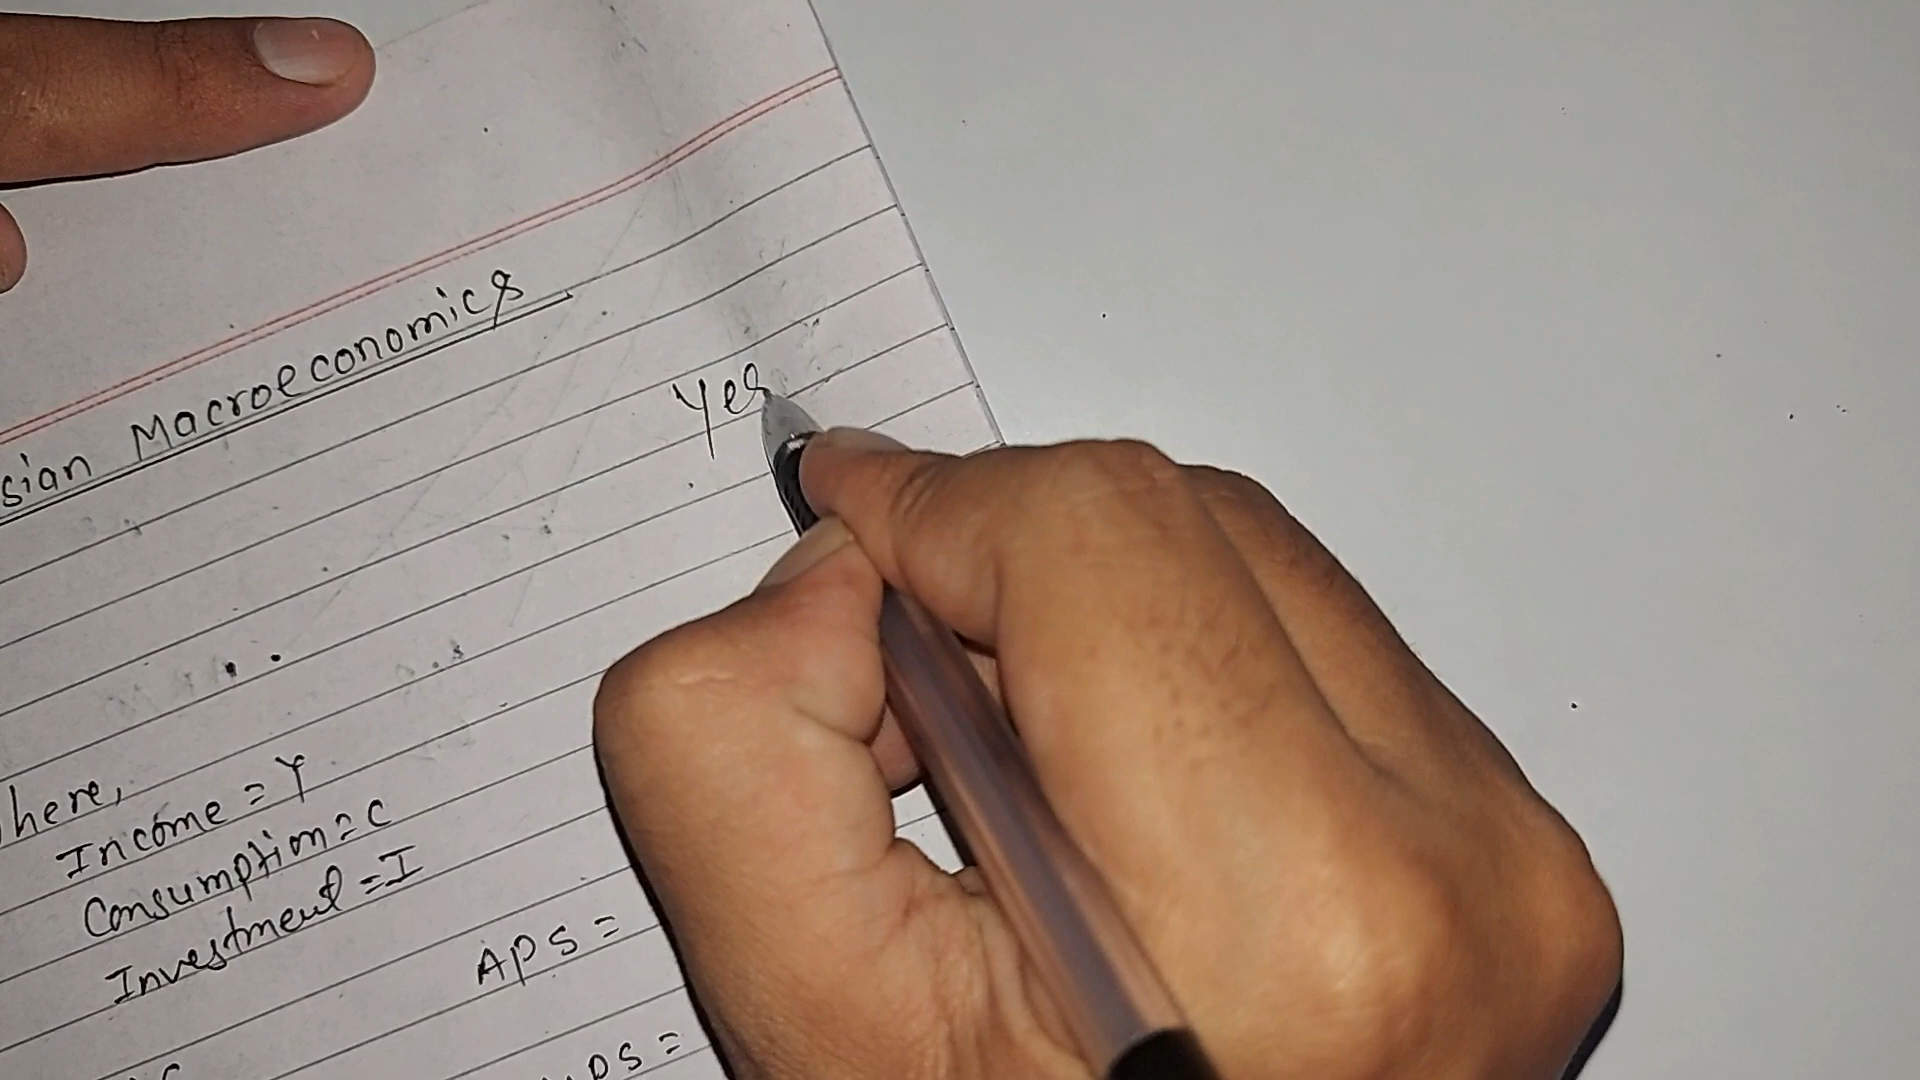 sian Macroeconomics
Yes
here,
Income = Y
Consumption = C
Investment = I
APS =